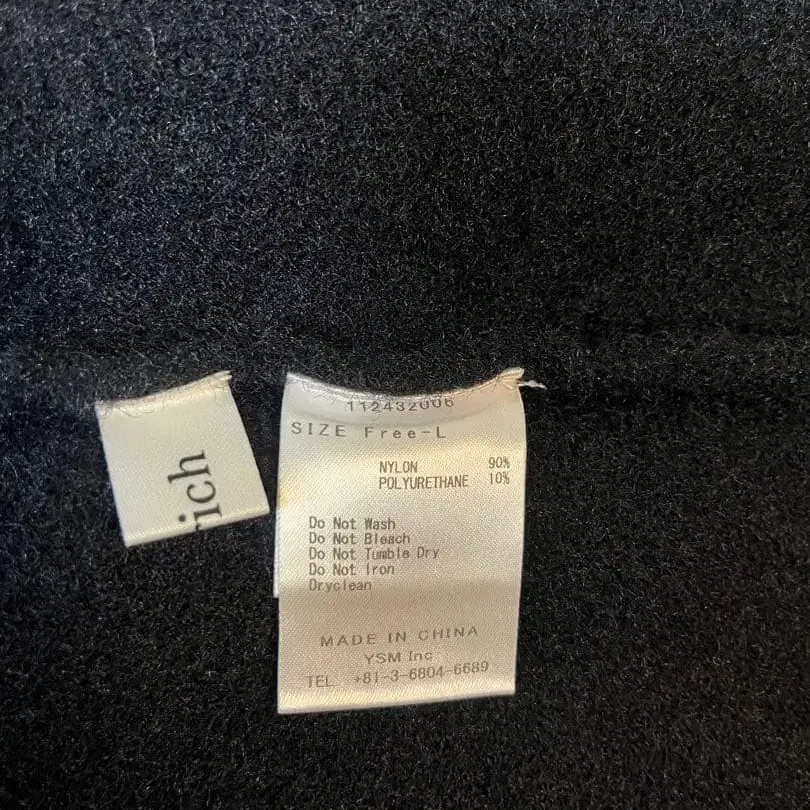 rich
112432006
SIZE Free-L
NYLON 90%
POLYURETHANE 10%
Do Not Wash
Do Not Bleach
Do Not Tumble Dry
Do Not Iron
Dryclean
MADE IN CHINA
YSM Inc
TEL +81-3-6804-6689